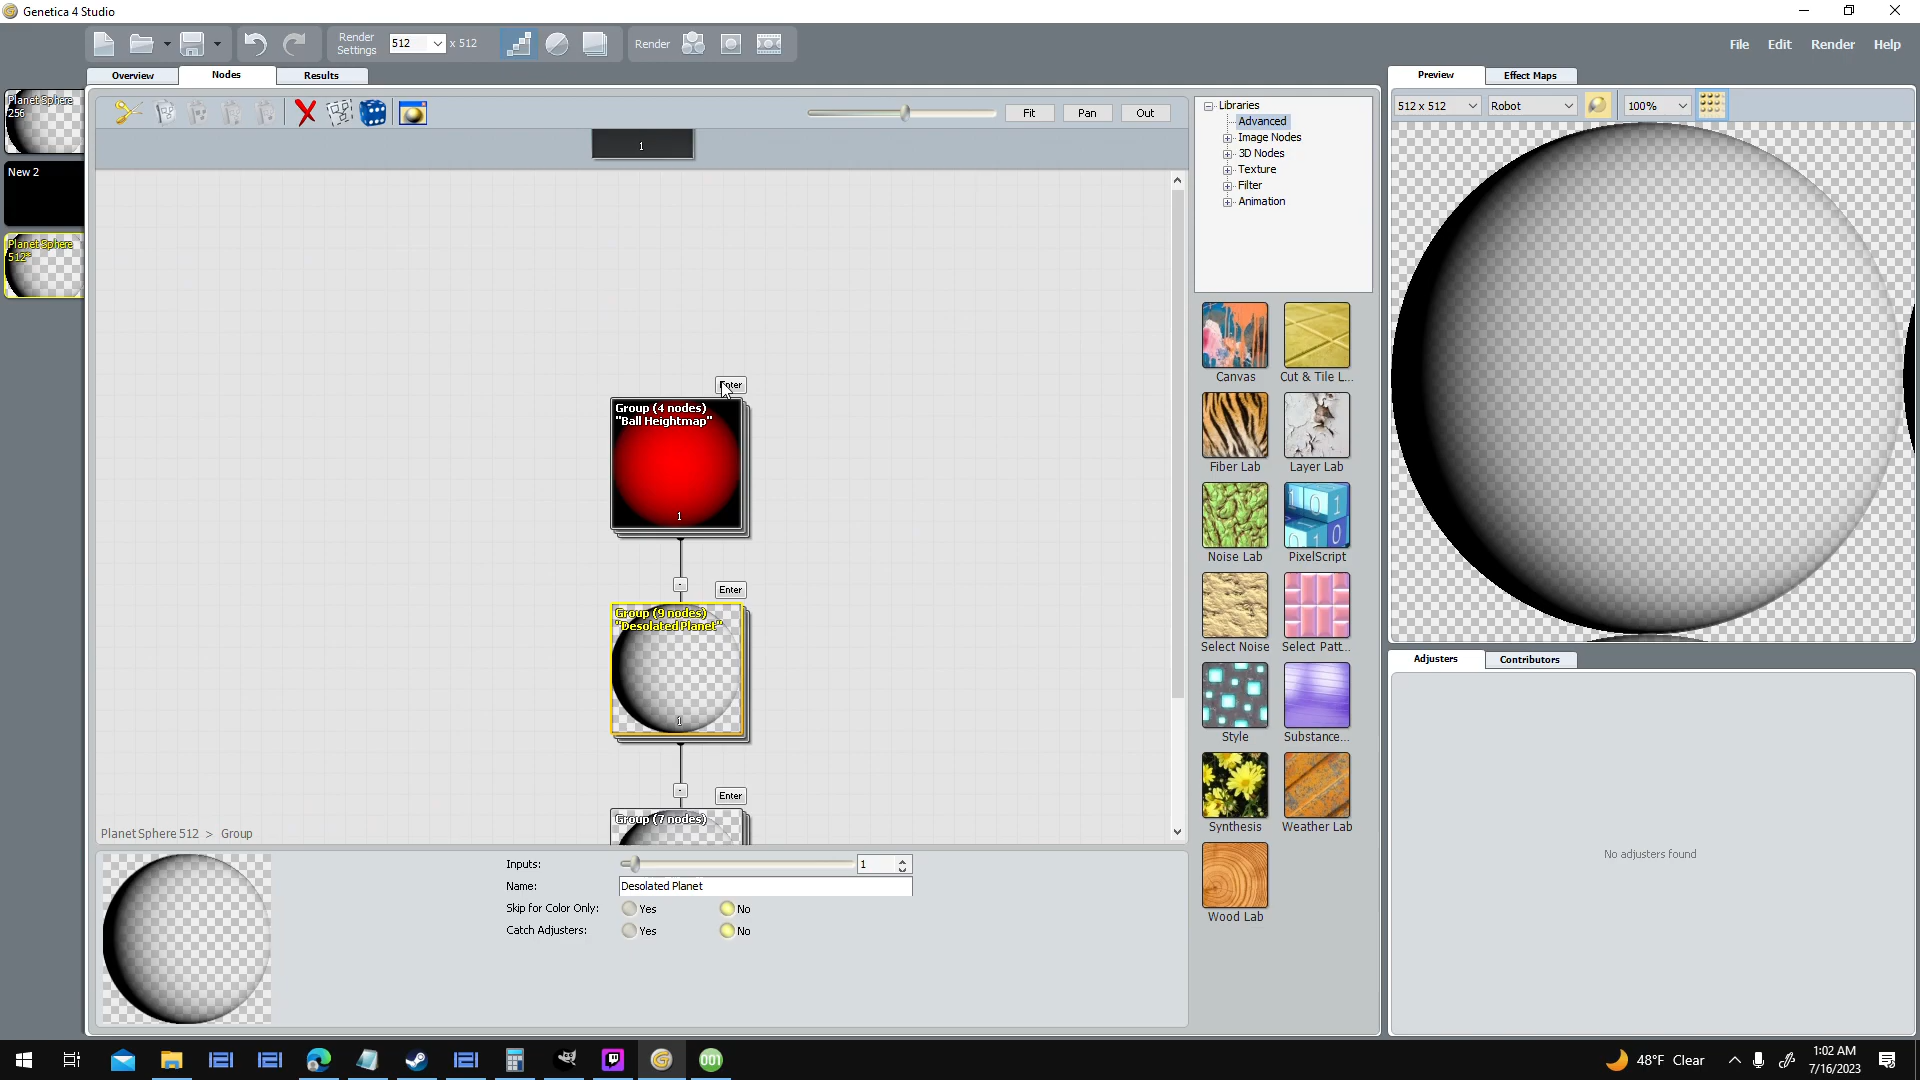 Genetica 4 Studio
Render Settings
512
x 512
Render
File
Edit
Render
Help
Overview
Nodes
Results
Preview
Effect Maps
Planet Sphere
256
New 2
Planet Sphere
512*
Fit
Pan
Out
512 x 512
Robot
100%
Libraries
Advanced
Image Nodes
3D Nodes
Texture
Filter
Animation
1
Enter
Group (4 nodes)
"Ball Heightmap"
1
-
Enter
Group (9 nodes)
"Desolated Planet"
1
-
Enter
Group (7 nodes)
Planet Sphere 512 > Group
Canvas
Cut & Tile L...
Fiber Lab
Layer Lab
Noise Lab
PixelScript
Select Noise
Select Patt...
Style
Substance...
Synthesis
Weather Lab
Wood Lab
Adjusters
Contributors
No adjusters found
Inputs:
1
Name:
Desolated Planet
Skip for Color Only:
Yes
No
Catch Adjusters:
Yes
No
001
48°F Clear
1:02 AM
7/16/2023